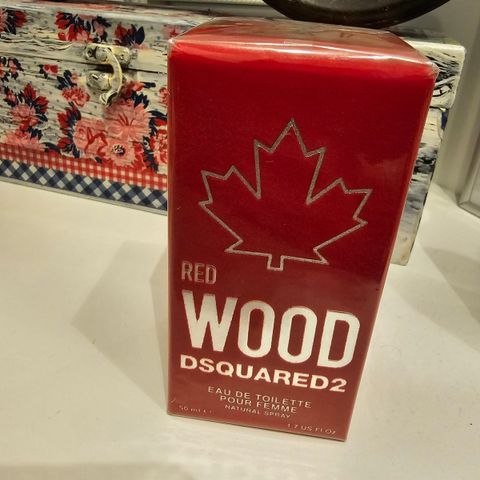 RED
WOOD
DSQUARED2
EAU DE TOILETTE
POUR FEMME
NATURAL SPRAY
50 ml e 1.7 US Fl Oz